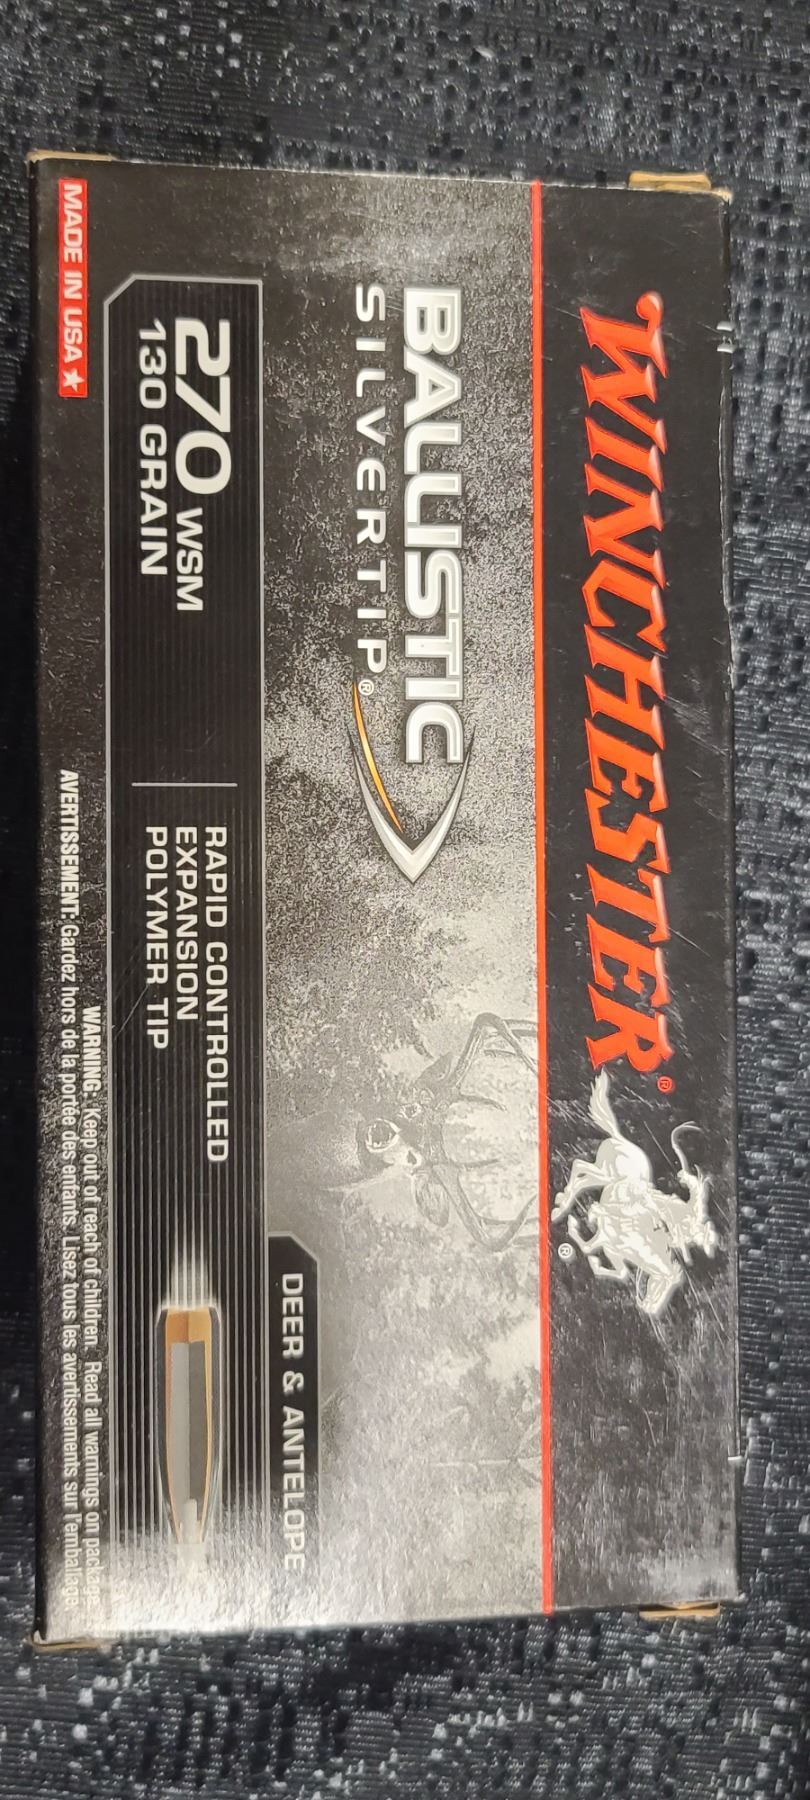 WINCHESTER®
®
BALLISTIC
SILVERTIP®
DEER & ANTELOPE
270 WSM
130 GRAIN
RAPID CONTROLLED
EXPANSION
POLYMER TIP
MADE IN USA ★
WARNING: Keep out of reach of children. Read all warnings on package.
AVERTISSEMENT: Gardez hors de la portée des enfants. Lisez tous les avertissements sur l'emballage.